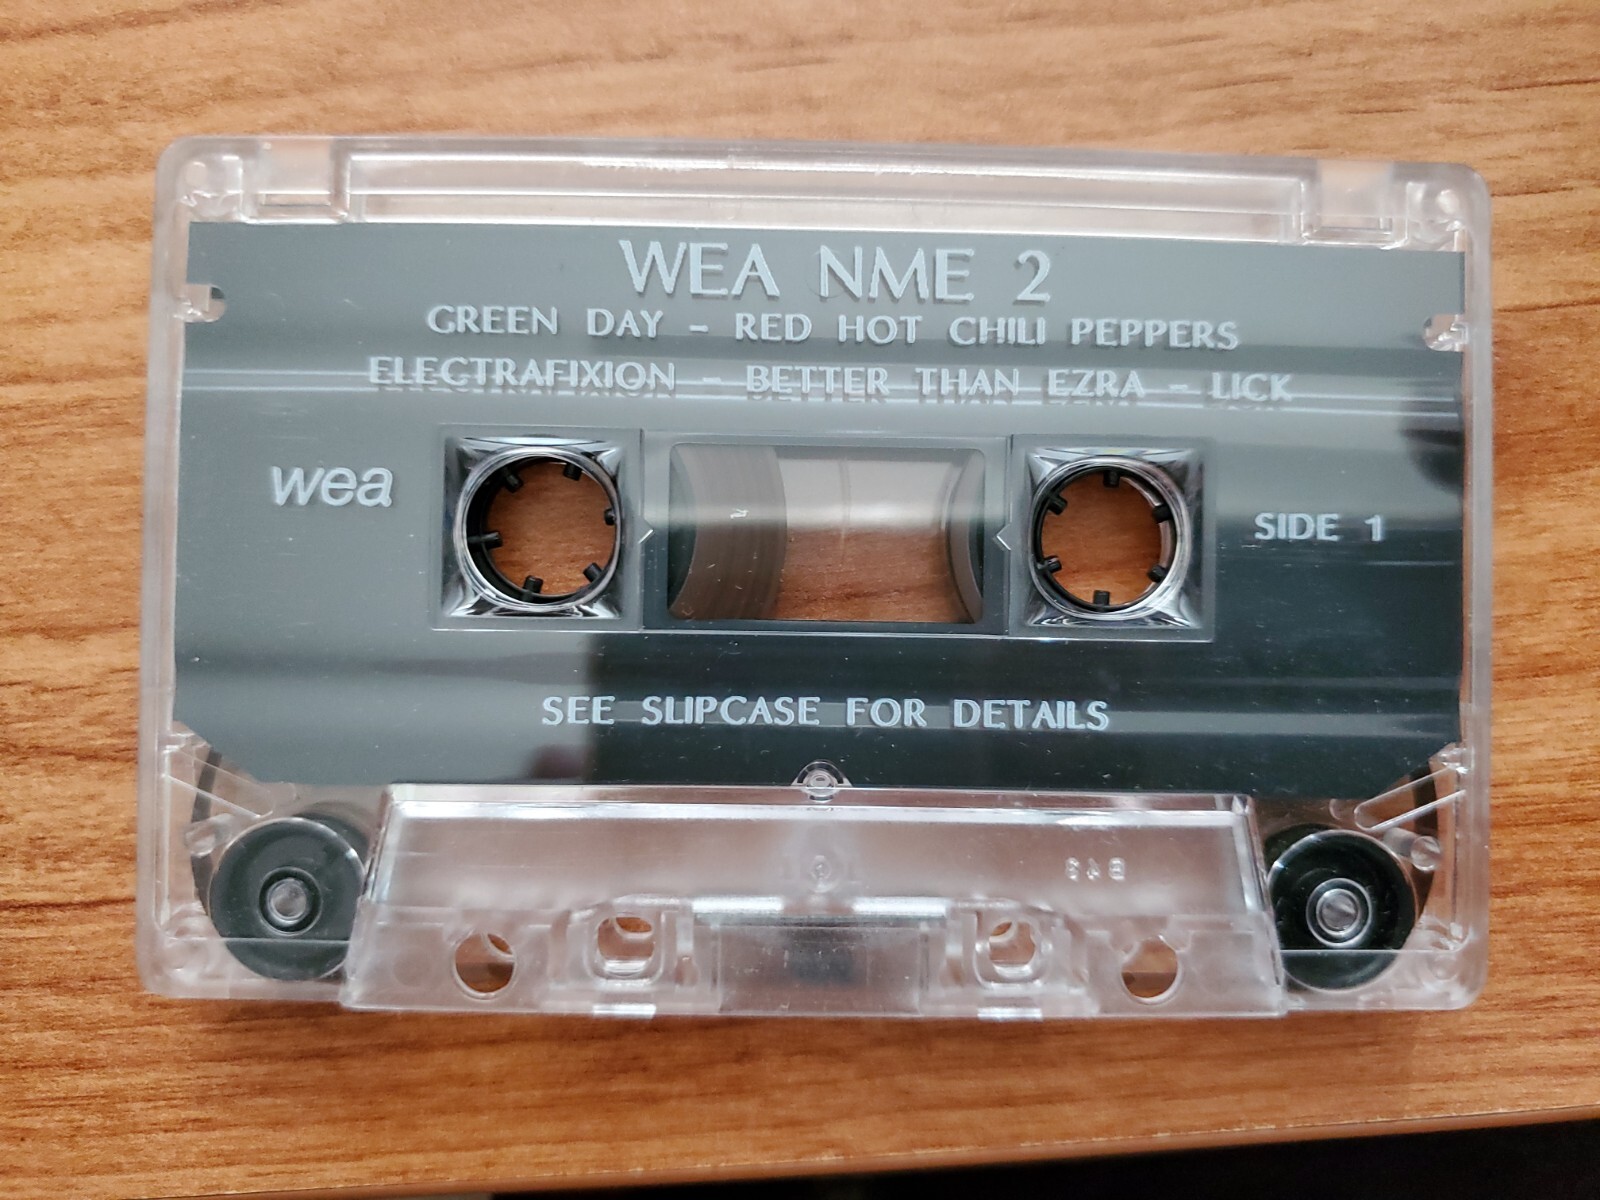 WEA NME 2
GREEN DAY - RED HOT CHILI PEPPERS
ELECTRAFIXION - BETTER THAN EZRA - LICK
wea
SIDE 1
SEE SLIPCASE FOR DETAILS